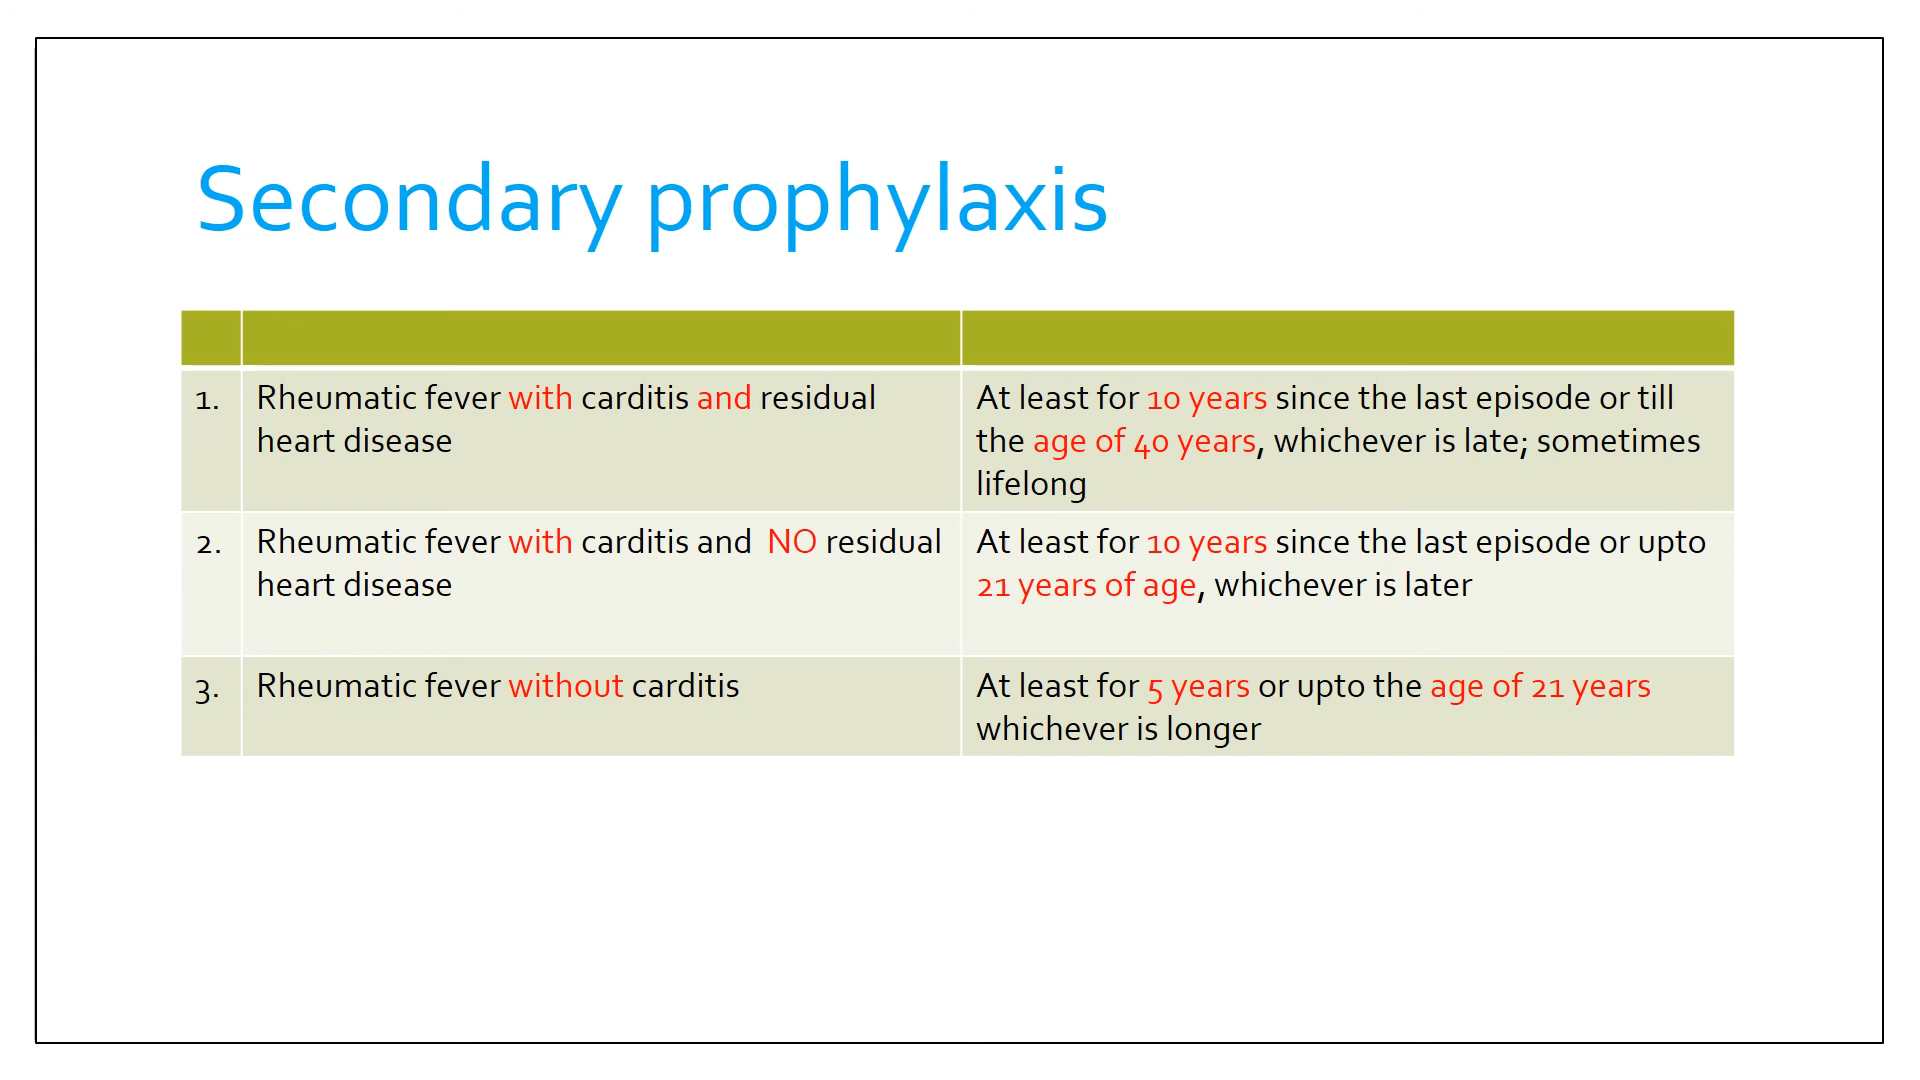 Secondary prophylaxis
1. Rheumatic fever with carditis and residual
heart disease
At least for 10 years since the last episode or till
the age of 40 years, whichever is late; sometimes
lifelong
2. Rheumatic fever with carditis and NO residual
heart disease
At least for 10 years since the last episode or upto
21 years of age, whichever is later
3. Rheumatic fever without carditis
At least for 5 years or upto the age of 21 years
whichever is longer